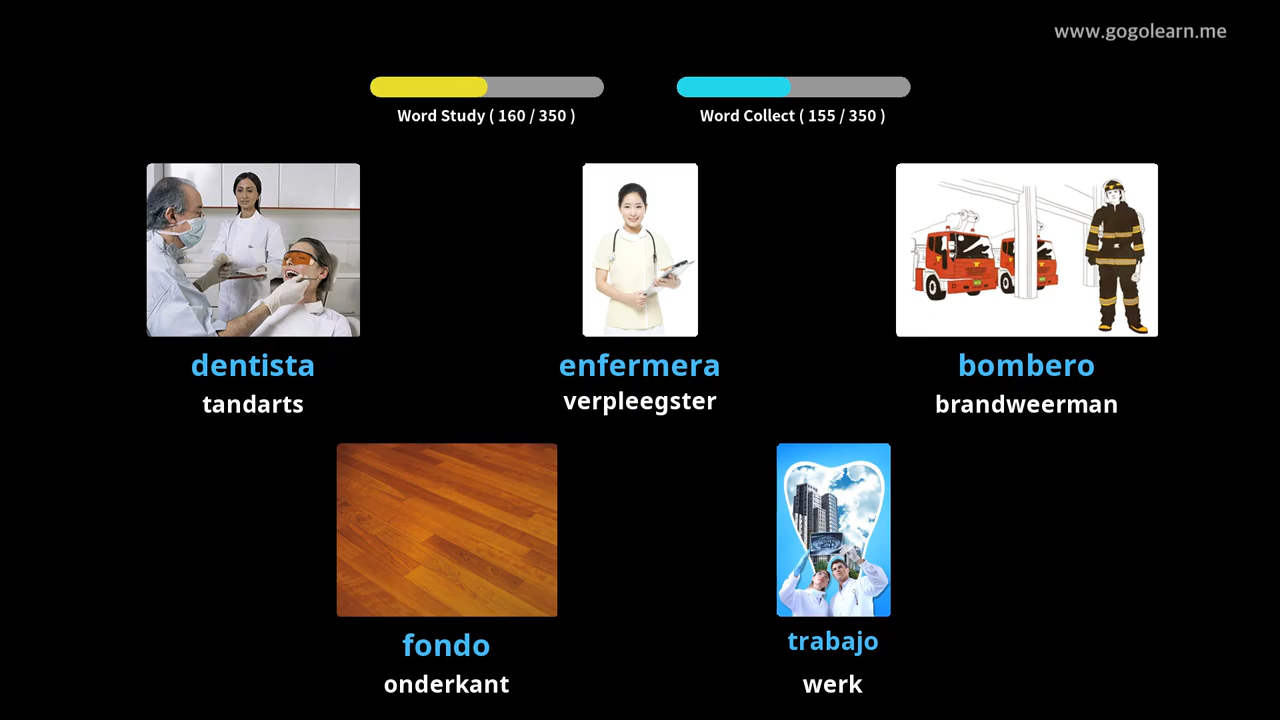 www.gogolearn.me
Word Study ( 160 / 350 )
Word Collect ( 155 / 350 )
dentista
tandarts
enfermera
verpleegster
bombero
brandweerman
fondo
onderkant
trabajo
werk